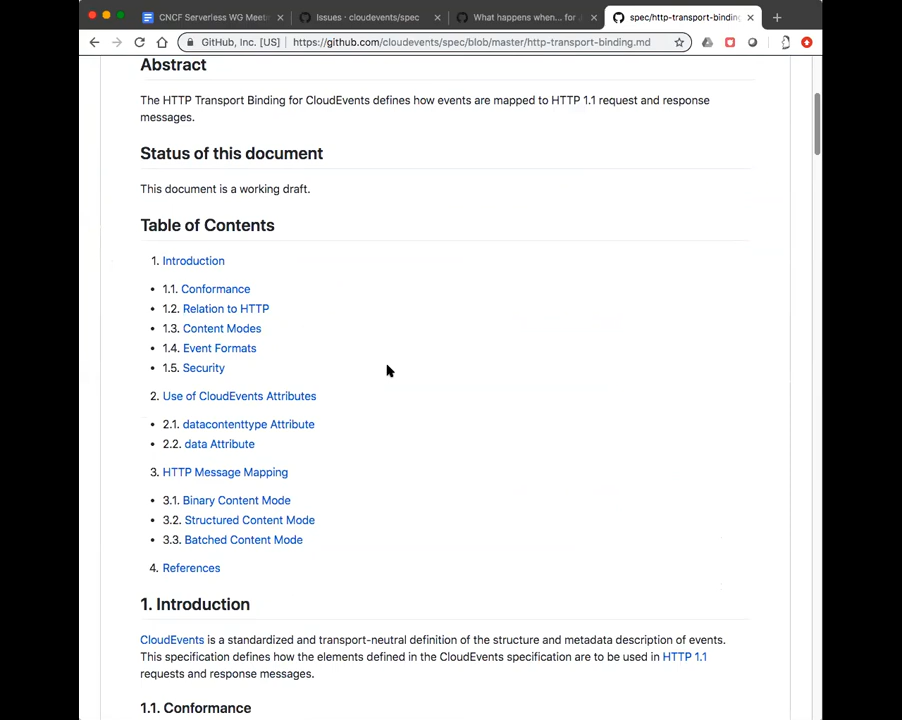 CNCF Serverless WG Meeti
Issues · cloudevents/spec
What happens when... for J
spec/http-transport-bindin
GitHub, Inc. [US] | https://github.com/cloudevents/spec/blob/master/http-transport-binding.md
Abstract
The HTTP Transport Binding for CloudEvents defines how events are mapped to HTTP 1.1 request and response
messages.
Status of this document
This document is a working draft.
Table of Contents
1. Introduction
• 1.1. Conformance
• 1.2. Relation to HTTP
• 1.3. Content Modes
• 1.4. Event Formats
• 1.5. Security
2. Use of CloudEvents Attributes
• 2.1. datacontenttype Attribute
• 2.2. data Attribute
3. HTTP Message Mapping
• 3.1. Binary Content Mode
• 3.2. Structured Content Mode
• 3.3. Batched Content Mode
4. References
1. Introduction
CloudEvents is a standardized and transport-neutral definition of the structure and metadata description of events.
This specification defines how the elements defined in the CloudEvents specification are to be used in HTTP 1.1
requests and response messages.
1.1. Conformance